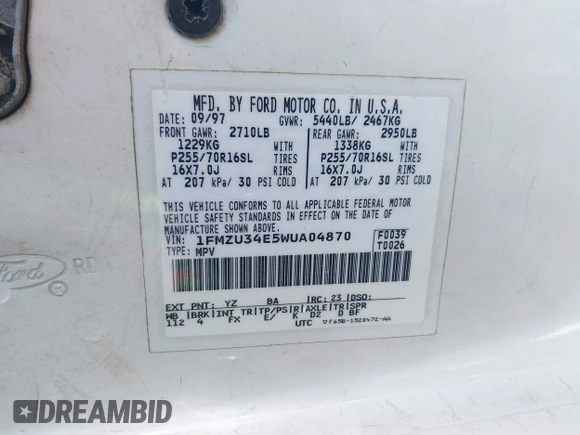 MFD. BY FORD MOTOR CO. IN U.S.A.
DATE: 09/97 GVWR: 5440LB/ 2467KG
FRONT GAWR: 2710LB REAR GAWR: 2950LB
1229KG WITH 1338KG WITH
P255/70R16SL TIRES P255/70R16SL TIRES
16X7.0J RIMS 16X7.0J RIMS
AT 207 kPa/ 30 PSI COLD AT 207 kPa/ 30 PSI COLD
THIS VEHICLE CONFORMS TO ALL APPLICABLE FEDERAL MOTOR
VEHICLE SAFETY STANDARDS IN EFFECT ON THE DATE OF
MANUFACTURE SHOWN ABOVE.
VIN: 1FMZU34E5WUA04870 F0039
TYPE: MPV T0026
EXT PNT: YZ BA RC: 23 DSO:
WB BRK INT TR TP/PS R AXLE TR SPR
112 4 FX E/ K D2 D BF
UTC
Ford RD
DREAMBID